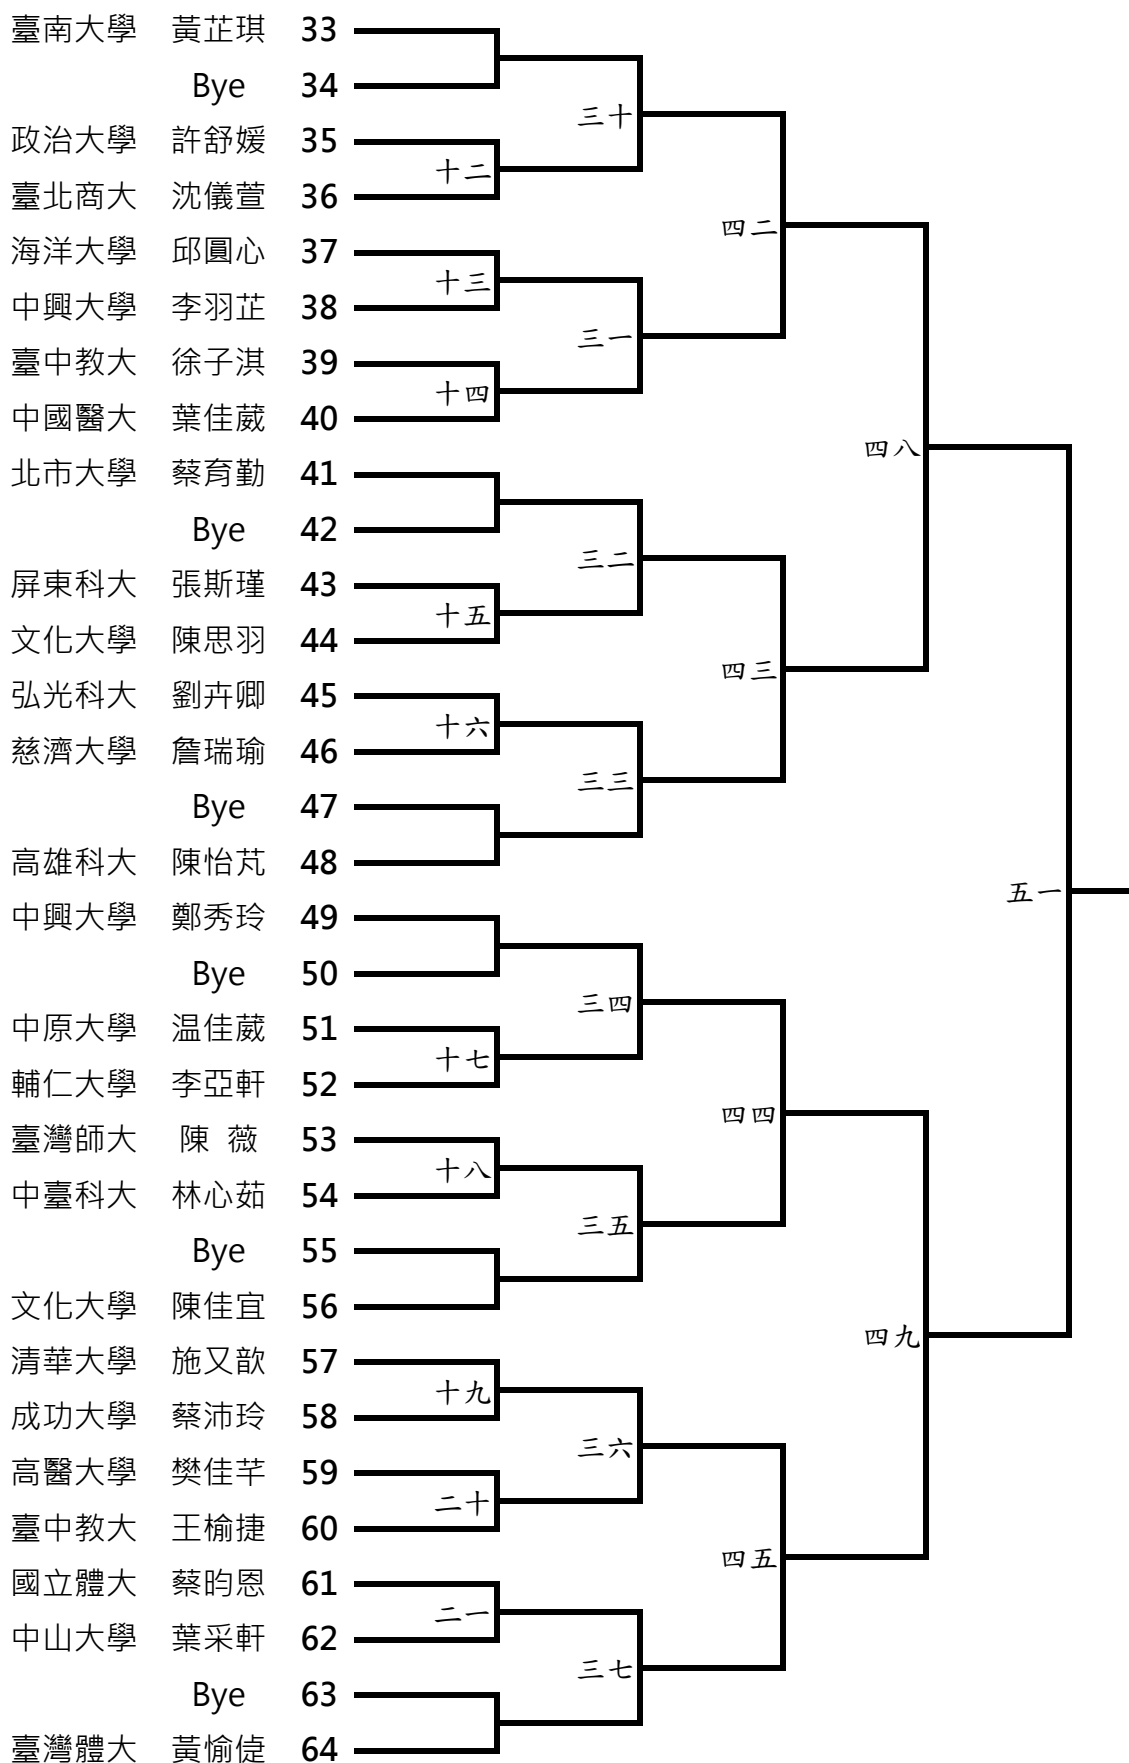 臺南大學 黃芷琪 33
Bye 34
三十
政治大學 許舒媛 35
十二
臺北商大 沈儀萱 36
四二
海洋大學 邱圓心 37
十三
中興大學 李羽芷 38
三一
臺中教大 徐子淇 39
十四
中國醫大 葉佳葳 40
四八
北市大學 蔡育勤 41
Bye 42
三二
屏東科大 張斯瑾 43
十五
文化大學 陳思羽 44
四三
弘光科大 劉卉卿 45
十六
慈濟大學 詹瑞瑜 46
三三
Bye 47
高雄科大 陳怡芃 48
五一
中興大學 鄭秀玲 49
Bye 50
三四
中原大學 温佳葳 51
十七
輔仁大學 李亞軒 52
四四
臺灣師大 陳 薇 53
十八
中臺科大 林心茹 54
三五
Bye 55
文化大學 陳佳宜 56
四九
清華大學 施又歆 57
十九
成功大學 蔡沛玲 58
三六
高醫大學 樊佳芊 59
二十
臺中教大 王榆捷 60
四五
國立體大 蔡昀恩 61
二一
中山大學 葉采軒 62
三七
Bye 63
臺灣體大 黃愉偼 64